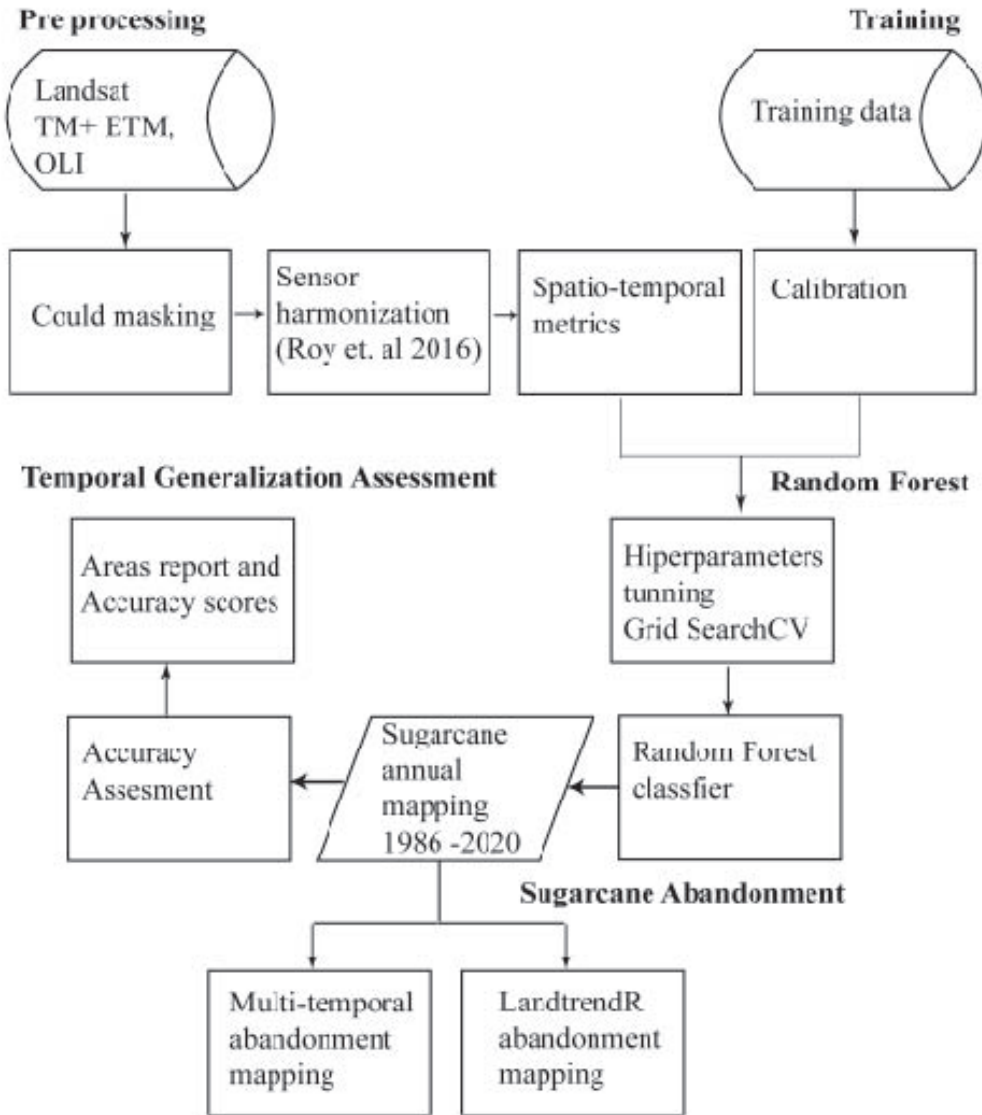 Pre processing
Training
Landsat
TM+ ETM,
OLI
Training data
Could masking
Sensor
harmonization
(Roy et. al 2016)
Spatio-temporal
metrics
Calibration
Temporal Generalization Assessment
Random Forest
Areas report and
Accuracy scores
Hiperparameters
tunning
Grid SearchCV
Accuracy
Assesment
Sugarcane
annual
mapping
1986 -2020
Random Forest
classfier
Sugarcane Abandonment
Multi-temporal
abandonment
mapping
LandtrendR
abandonment
mapping